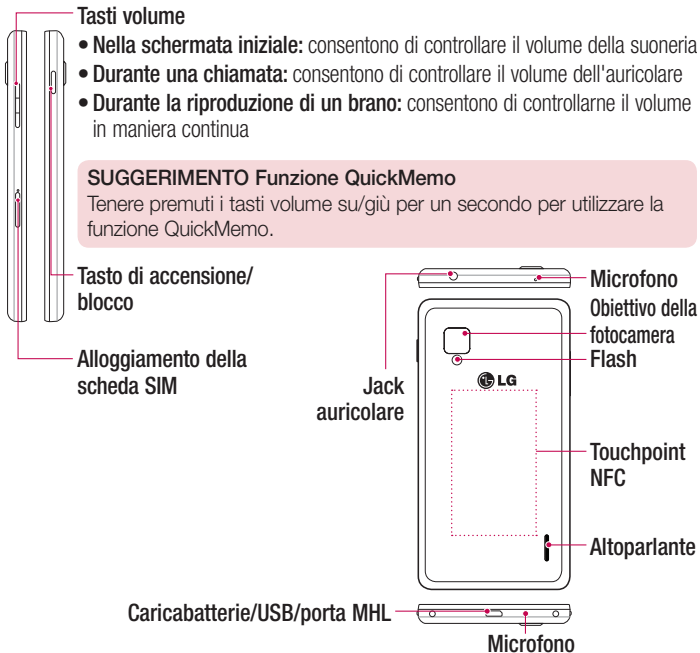 Tasti volume
• Nella schermata iniziale: consentono di controllare il volume della suoneria
• Durante una chiamata: consentono di controllare il volume dell'auricolare
• Durante la riproduzione di un brano: consentono di controllarne il volume
in maniera continua
SUGGERIMENTO Funzione QuickMemo
Tenere premuti i tasti volume su/giù per un secondo per utilizzare la
funzione QuickMemo.
Tasto di accensione/
blocco
Alloggiamento della
scheda SIM
Jack
auricolare
Microfono
Obiettivo della
fotocamera
Flash
LG
Touchpoint
NFC
Altoparlante
Caricabatterie/USB/porta MHL
Microfono